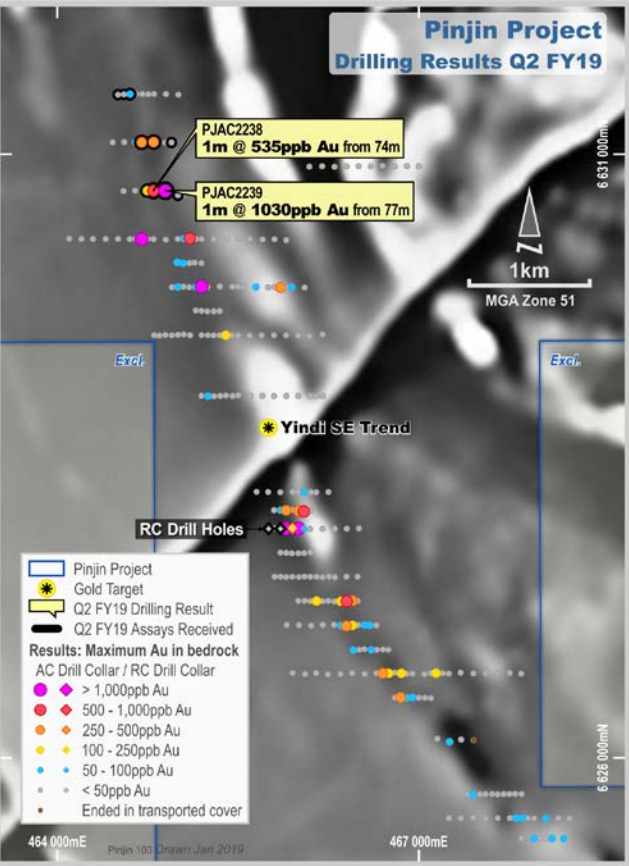 Pinjin Project
Drilling Results Q2 FY19
PJAC2238
1m @ 535ppb Au from 74m
PJAC2239
1m @ 1030ppb Au from 77m
6 631 000mN
N
1km
MGA Zone 51
Excl.
Excl.
Yindi SE Trend
RC Drill Holes
Pinjin Project
Gold Target
Q2 FY19 Drilling Result
Q2 FY19 Assays Received
Results: Maximum Au in bedrock
AC Drill Collar / RC Drill Collar
> 1,000ppb Au
500 - 1,000ppb Au
250 - 500ppb Au
100 - 250ppb Au
50 - 100ppb Au
< 50ppb Au
Ended in transported cover
6 626 000mN
464 000mE
Pinjin 103 Drawn Jan 2019
467 000mE